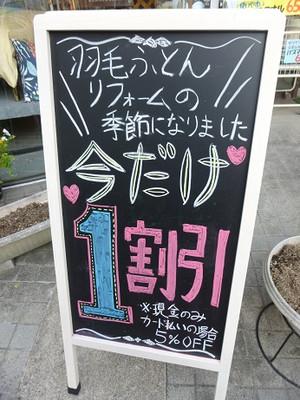 羽毛ふとん
リフォームの
季節になりました
今だけ
1割引
※現金のみ
カード払いの場合
5%OFF